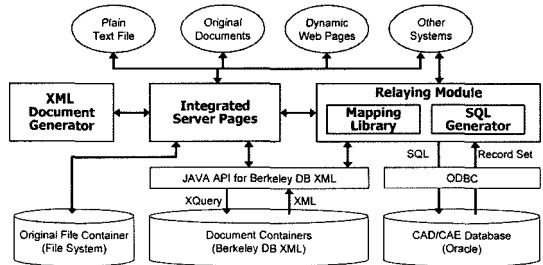 Plain
Text File
Original
Documents
Dynamic
Web Pages
Other
Systems
XML
Document
Generator
Integrated
Server Pages
Relaying Module
Mapping
Library
SQL
Generator
SQL
Record Set
JAVA API for Berkeley DB XML
ODBC
XQuery
XML
Original File Container
(File System)
Document Containers
(Berkeley DB XML)
CAD/CAE Database
(Oracle)